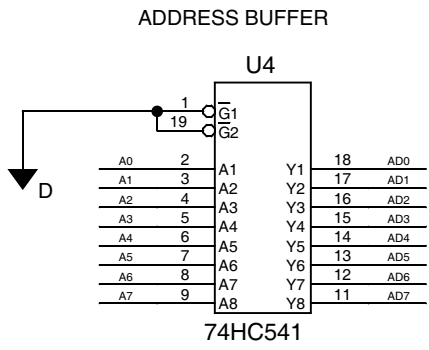 ADDRESS BUFFER
U4
1 G1
19 G2
D
A0 2 A1 Y1 18 AD0
A1 3 A2 Y2 17 AD1
A2 4 A3 Y3 16 AD2
A3 5 A4 Y4 15 AD3
A4 6 A5 Y5 14 AD4
A5 7 A6 Y6 13 AD5
A6 8 A7 Y7 12 AD6
A7 9 A8 Y8 11 AD7
74HC541